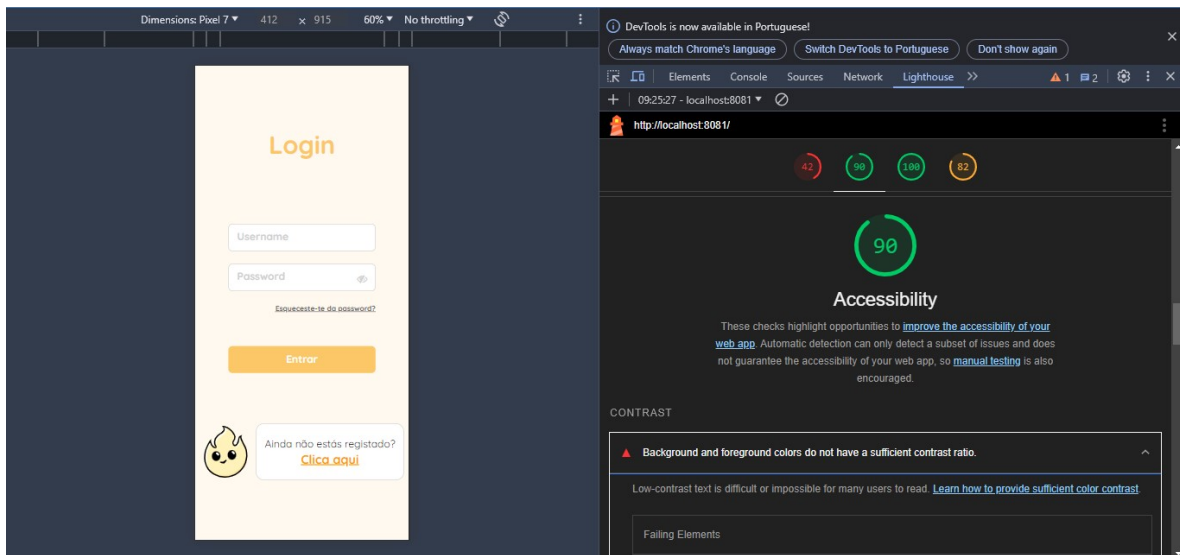 Dimensions: Pixel 7 ▼ 412 × 915 60% ▼ No throttling ▼
Login
Username
Password
Esqueceste-te da password?
Entrar
Ainda não estás registado?
Clica aqui
DevTools is now available in Portuguese!
Always match Chrome's language Switch DevTools to Portuguese Don't show again
Elements Console Sources Network Lighthouse >> 1 2
09:25:27 - localhost:8081 ▼
http://localhost:8081/
42 90 100 82
90
Accessibility
These checks highlight opportunities to improve the accessibility of your
web app. Automatic detection can only detect a subset of issues and does
not guarantee the accessibility of your web app, so manual testing is also
encouraged.
CONTRAST
Background and foreground colors do not have a sufficient contrast ratio.
Low-contrast text is difficult or impossible for many users to read. Learn how to provide sufficient color contrast.
Failing Elements